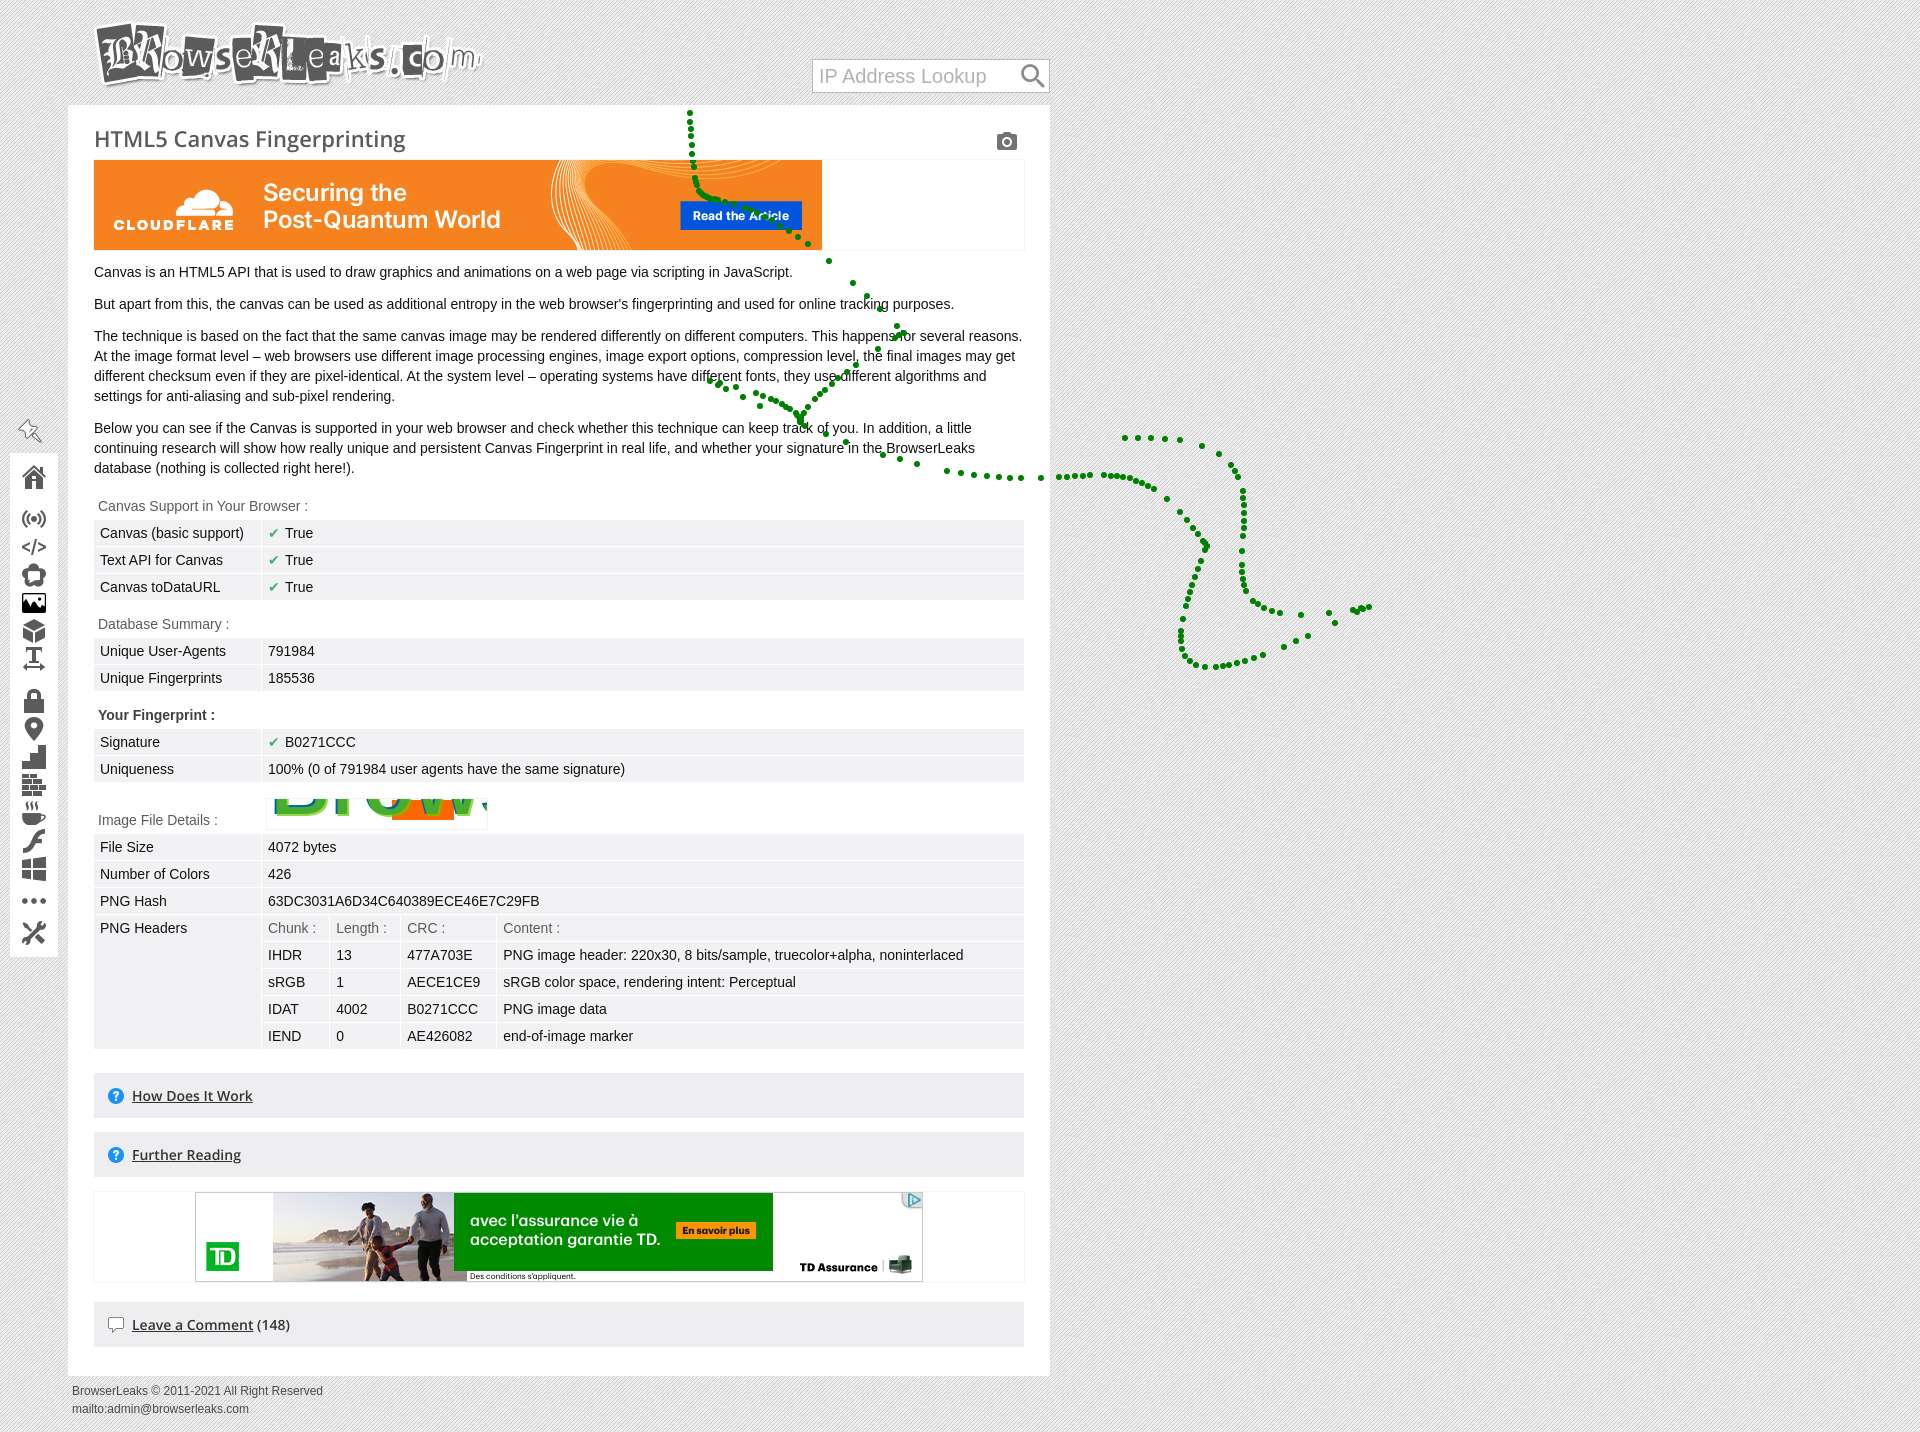 BrowserLeaks.com
IP Address Lookup
HTML5 Canvas Fingerprinting
CLOUDFLARE
Securing the
Post-Quantum World
Read the Article
Canvas is an HTML5 API that is used to draw graphics and animations on a web page via scripting in JavaScript.
But apart from this, the canvas can be used as additional entropy in the web browser's fingerprinting and used for online tracking purposes.
The technique is based on the fact that the same canvas image may be rendered differently on different computers. This happens for several reasons.
At the image format level – web browsers use different image processing engines, image export options, compression level, the final images may get
different checksum even if they are pixel-identical. At the system level – operating systems have different fonts, they use different algorithms and
settings for anti-aliasing and sub-pixel rendering.
Below you can see if the Canvas is supported in your web browser and check whether this technique can keep track of you. In addition, a little
continuing research will show how really unique and persistent Canvas Fingerprint in real life, and whether your signature in the BrowserLeaks
database (nothing is collected right here!).
Canvas Support in Your Browser :
Canvas (basic support) ✔ True
Text API for Canvas ✔ True
Canvas toDataURL ✔ True
Database Summary :
Unique User-Agents 791984
Unique Fingerprints 185536
Your Fingerprint :
Signature ✔ B0271CCC
Uniqueness 100% (0 of 791984 user agents have the same signature)
Image File Details : Brow
File Size 4072 bytes
Number of Colors 426
PNG Hash 63DC3031A6D34C640389ECE46E7C29FB
PNG Headers Chunk : Length : CRC : Content :
IHDR 13 477A703E PNG image header: 220x30, 8 bits/sample, truecolor+alpha, noninterlaced
sRGB 1 AECE1CE9 sRGB color space, rendering intent: Perceptual
IDAT 4002 B0271CCC PNG image data
IEND 0 AE426082 end-of-image marker
How Does It Work
Further Reading
TD
avec l'assurance vie à
acceptation garantie TD.
En savoir plus
Des conditions s'appliquent.
TD Assurance
Leave a Comment (148)
BrowserLeaks © 2011-2021 All Right Reserved
mailto:admin@browserleaks.com